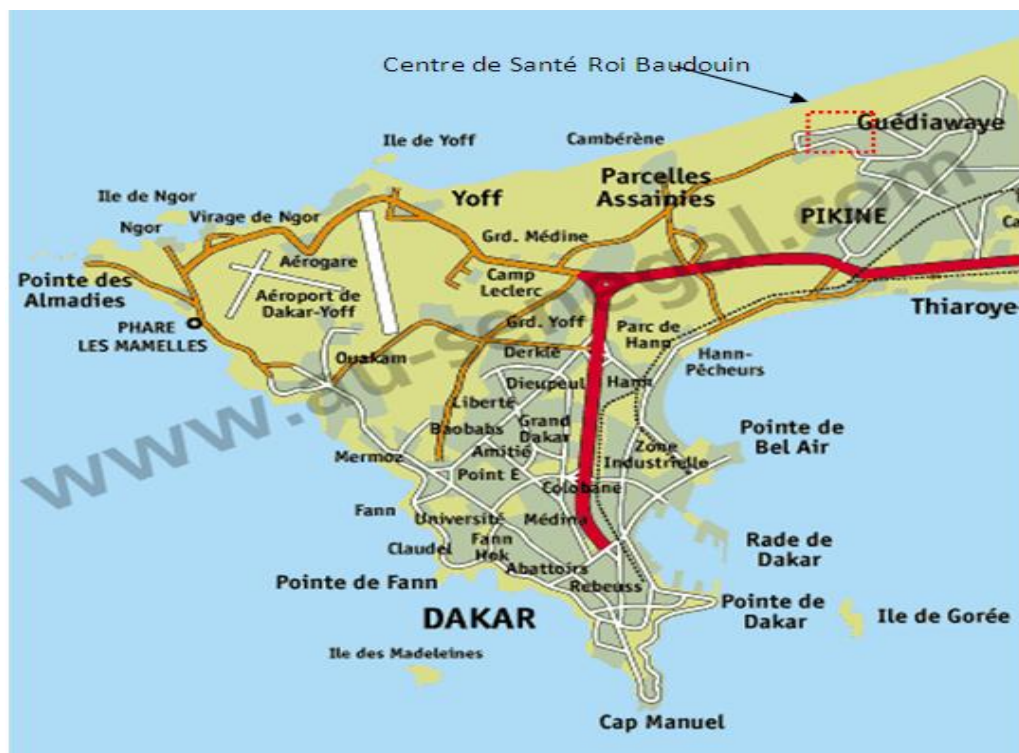 Centre de Santé Roi Baudouin
Guédiawaye
Ile de Yoff
Cambérène
Parcelles
Assainies
Yoff
Ile de Ngor
Virage de Ngor
Ngor
PIKINE
Grd. Médine
Aérogare
Pointe des
Almadies
Camp
Leclerc
Aéroport de
Dakar-Yoff
Thiaroye-
PHARE
LES MAMELLES
Grd. Yoff
Parc de
Hann
Ouakam
Derklé
Hann-
Pêcheurs
Dieupeul
Hann
Liberté
Baobabs
Grand
Dakar
Pointe de
Bel Air
Amitié
Zone
Industrielle
Mermoz
Point E
Colobane
Fann
Université
Médina
Claudel
Fann
Hok
Rade de
Dakar
Abattoirs
Pointe de Fann
Rebeuss
DAKAR
Pointe de
Dakar
Ile de Gorée
Ile des Madeleines
Cap Manuel
www.au-senegal.com